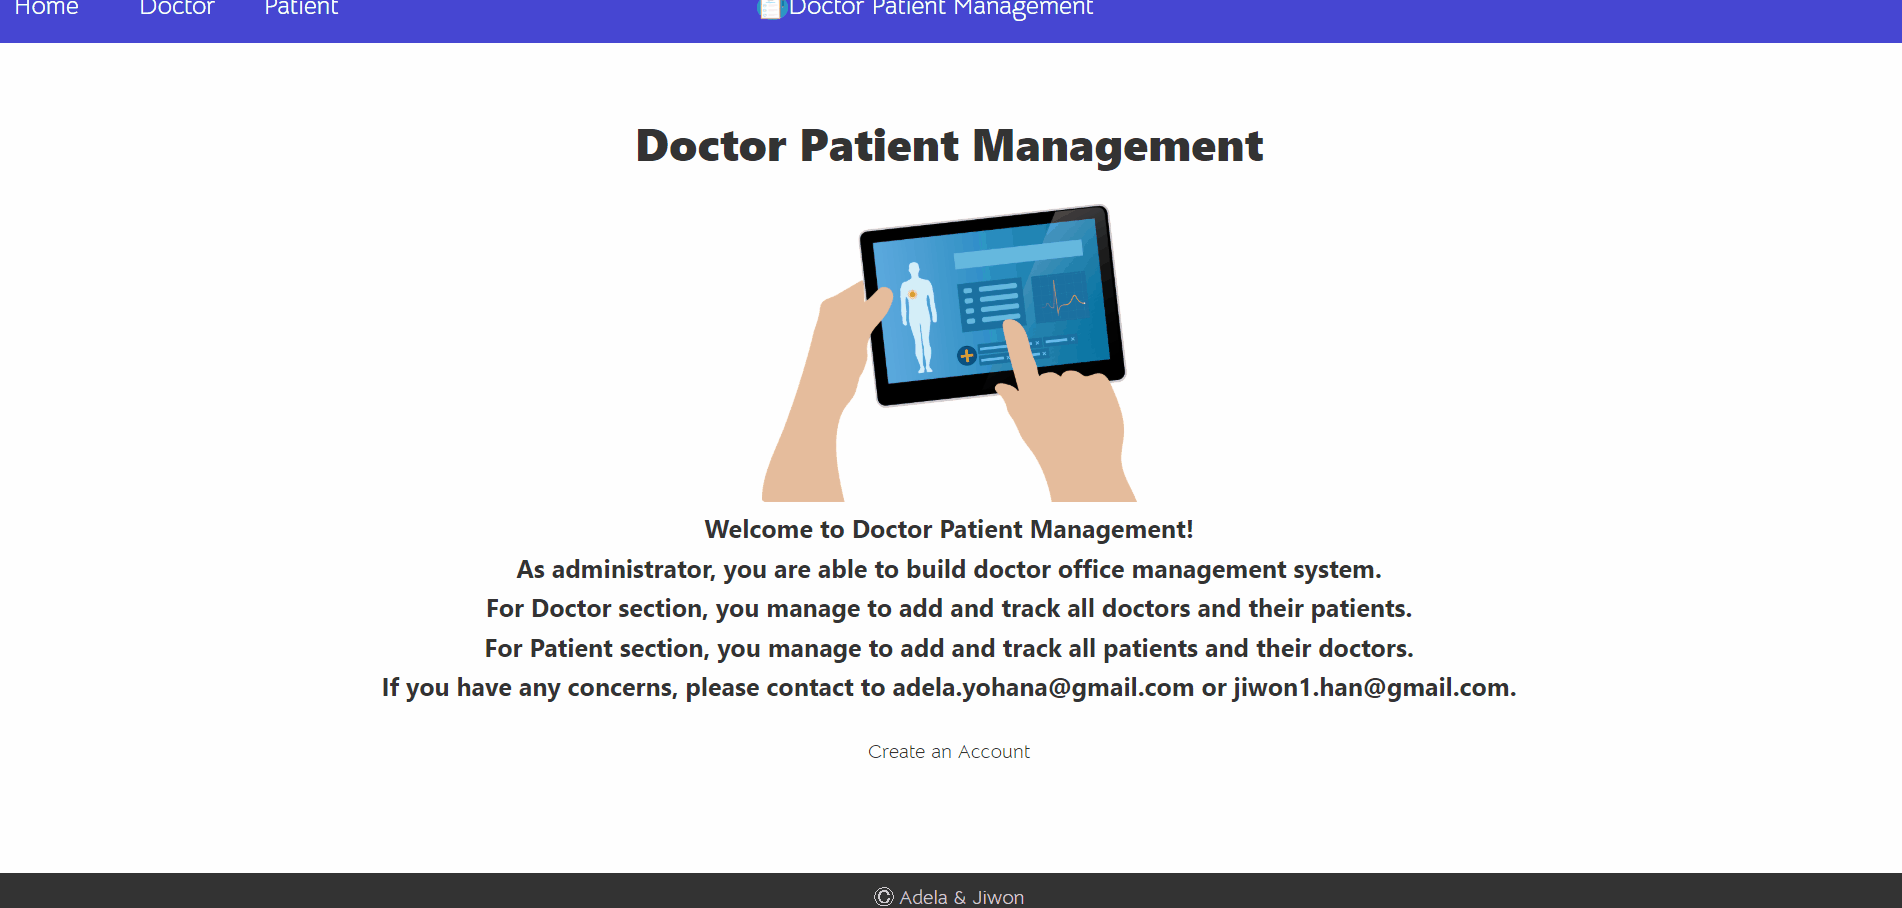 Home Doctor Patient Doctor Patient Management
Doctor Patient Management
Welcome to Doctor Patient Management!
As administrator, you are able to build doctor office management system.
For Doctor section, you manage to add and track all doctors and their patients.
For Patient section, you manage to add and track all patients and their doctors.
If you have any concerns, please contact to adela.yohana@gmail.com or jiwon1.han@gmail.com.
Create an Account
© Adela & Jiwon